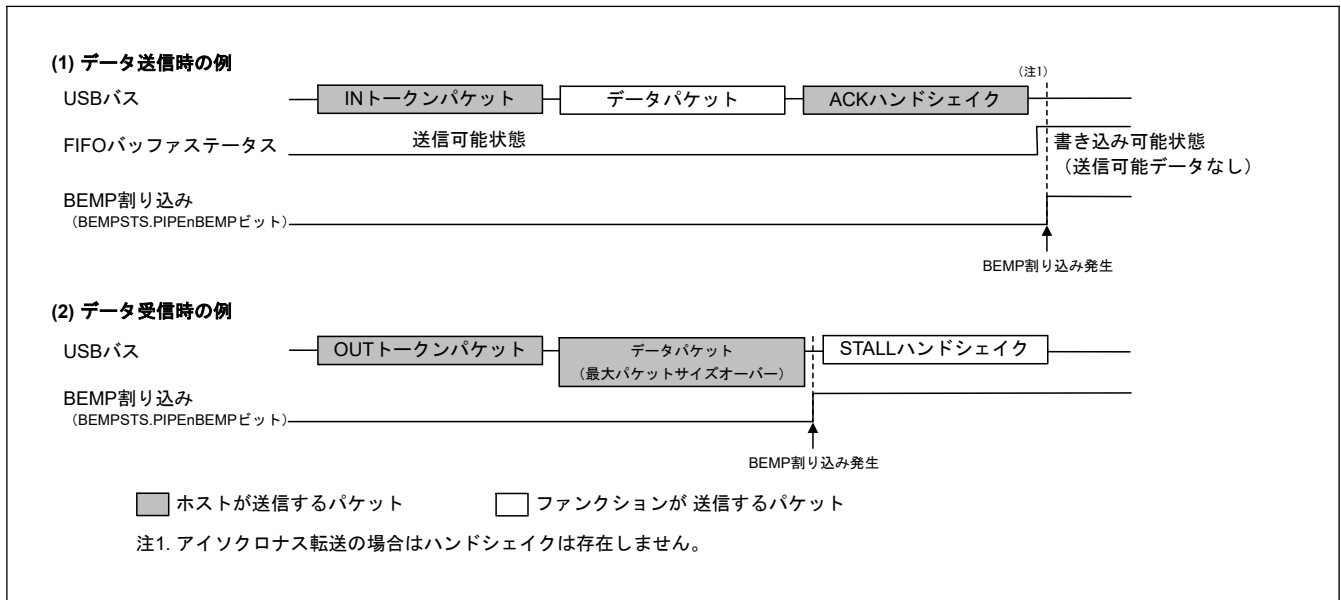 (1) データ送信時の例
(注1)
USBバス
INトークンパケット
データパケット
ACKハンドシェイク
FIFOバッファステータス
送信可能状態
書き込み可能状態
（送信可能データなし）
BEMP割り込み
（BEMPSTS.PIPEnBEMPビット）
BEMP割り込み発生
(2) データ受信時の例
USBバス
OUTトークンパケット
データパケット
（最大パケットサイズオーバー）
STALLハンドシェイク
BEMP割り込み
（BEMPSTS.PIPEnBEMPビット）
BEMP割り込み発生
ホストが送信するパケット
ファンクションが 送信するパケット
注1. アイソクロナス転送の場合はハンドシェイクは存在しません。